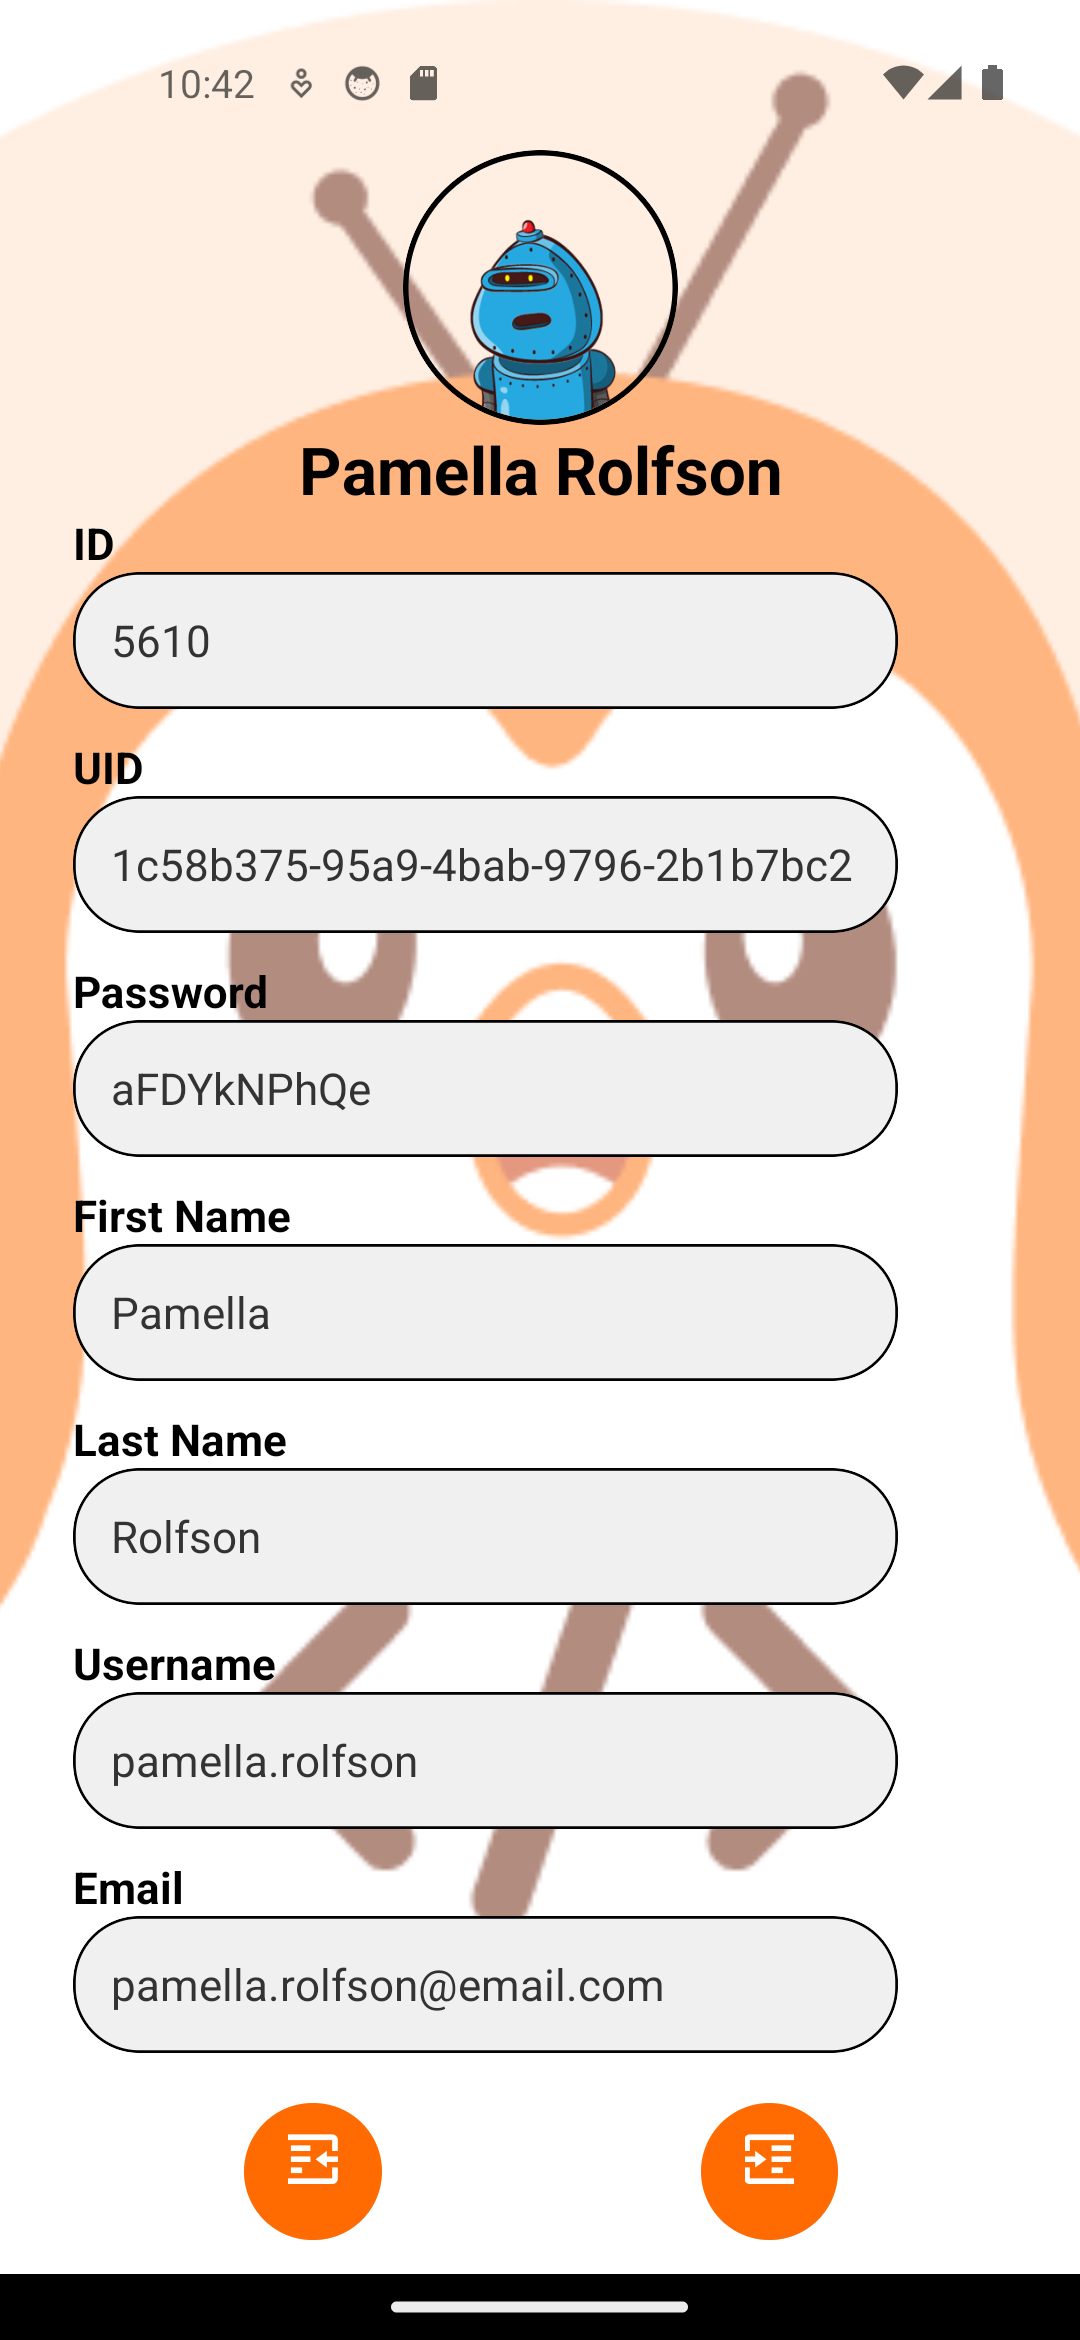 10:42
Pamella Rolfson
ID
5610
UID
1c58b375-95a9-4bab-9796-2b1b7bc2
Password
aFDYkNPhQe
First Name
Pamella
Last Name
Rolfson
Username
pamella.rolfson
Email
pamella.rolfson@email.com